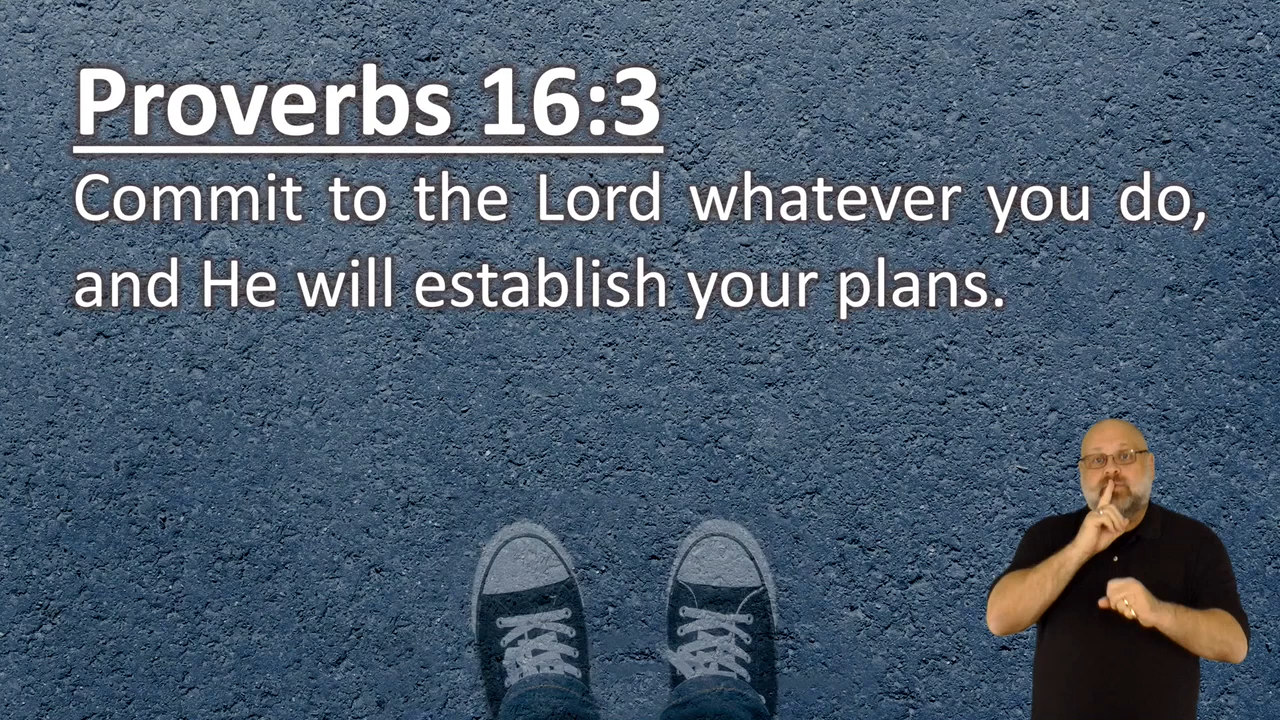 Proverbs 16:3
Commit to the Lord whatever you do,
and He will establish your plans.